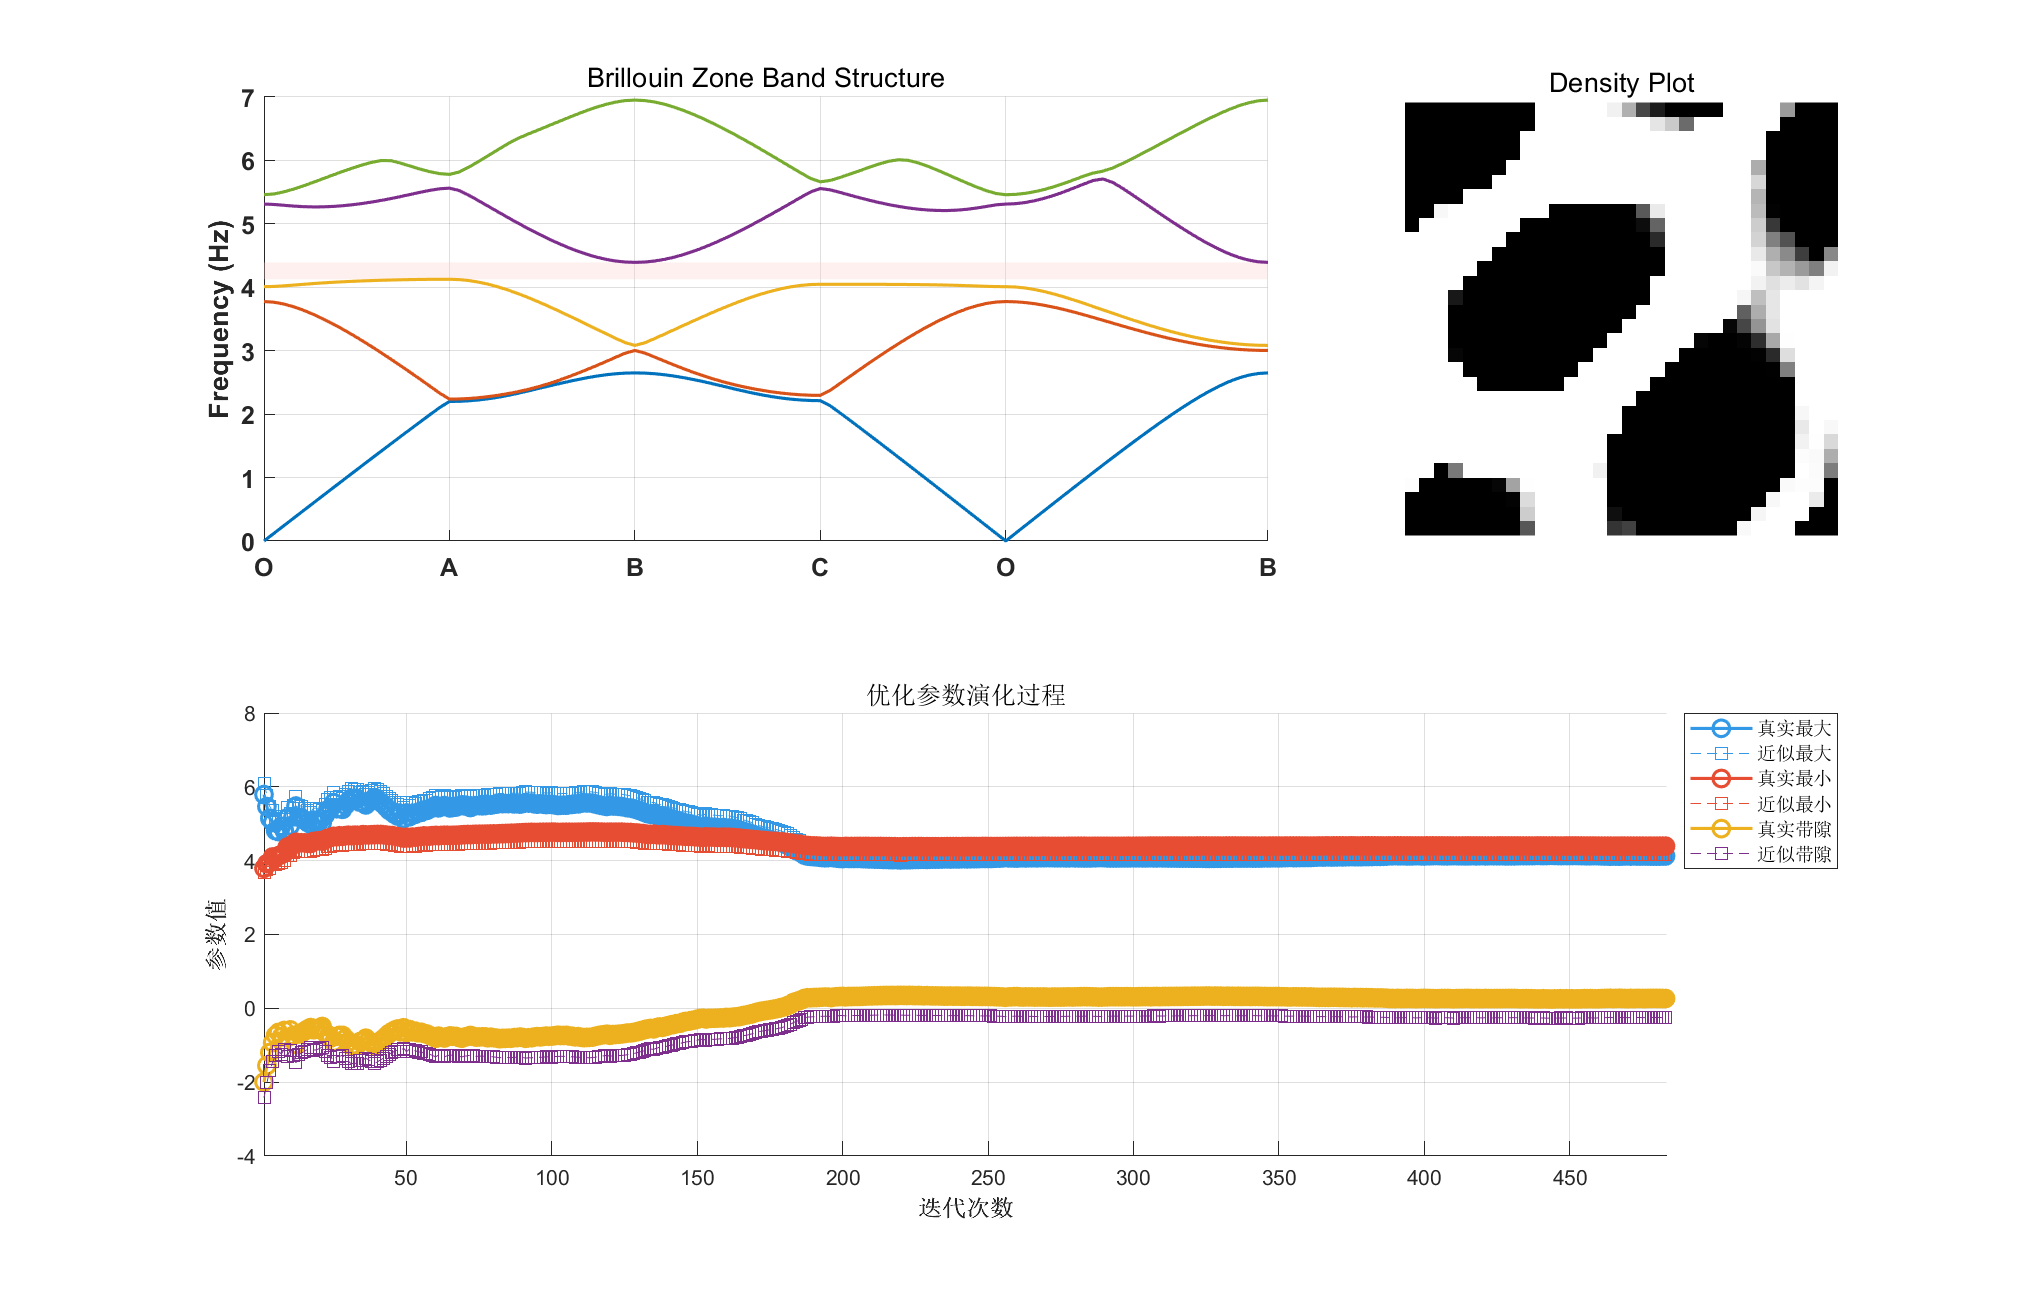 Brillouin Zone Band Structure
Frequency (Hz)
7
6
5
4
3
2
1
0
O A B C O B
Density Plot
优化参数演化过程
参数值
8
6
4
2
0
-2
-4
50 100 150 200 250 300 350 400 450
迭代次数
真实最大
近似最大
真实最小
近似最小
真实带隙
近似带隙